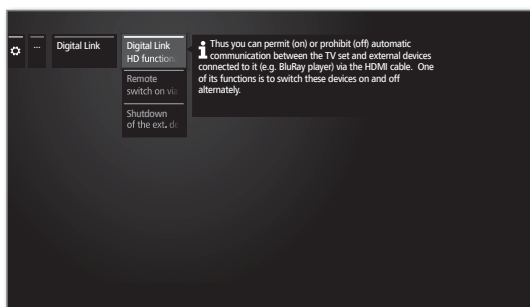 ...
Digital Link
Digital Link
HD function
Remote
switch on via
Shutdown
of the ext. de
i Thus you can permit (on) or prohibit (off) automatic
communication between the TV set and external devices
connected to it (e.g. BluRay player) via the HDMI cable. One
of its functions is to switch these devices on and off
alternately.